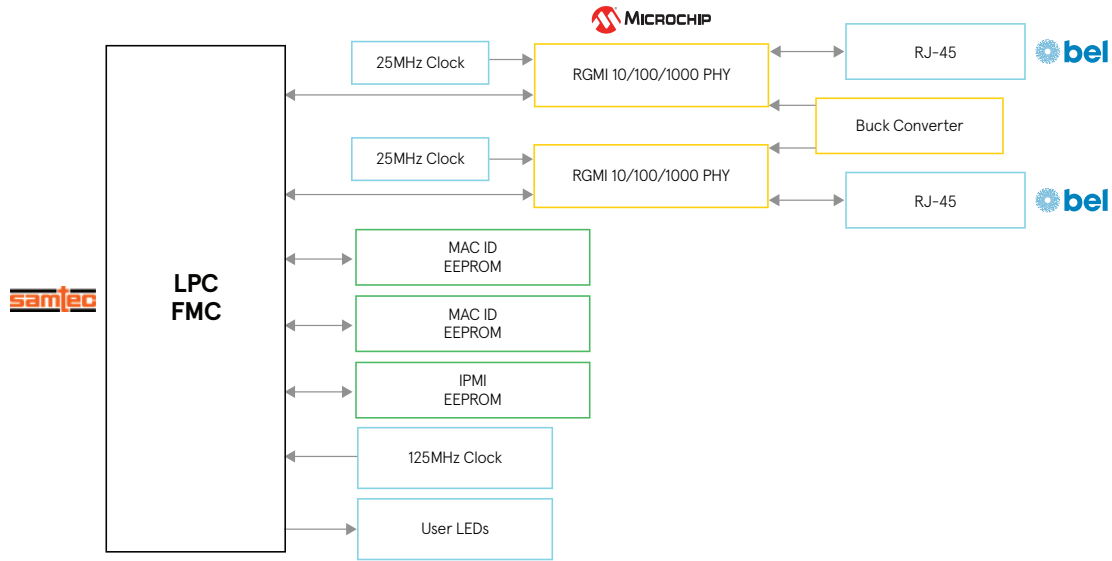 MICROCHIP
25MHz Clock
RGMI 10/100/1000 PHY
RJ-45
bel
Buck Converter
25MHz Clock
RGMI 10/100/1000 PHY
RJ-45
bel
MAC ID
EEPROM
samtec
LPC
FMC
MAC ID
EEPROM
IPMI
EEPROM
125MHz Clock
User LEDs